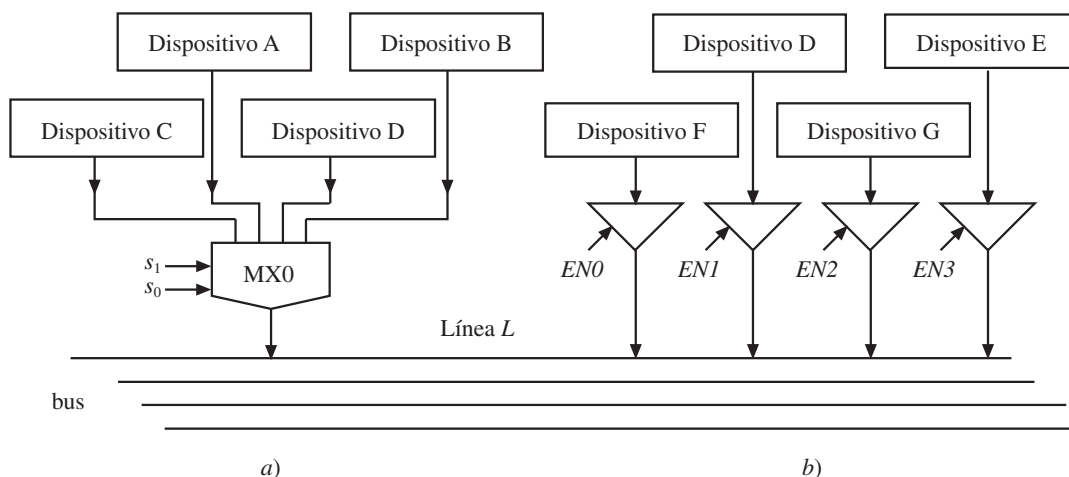 Dispositivo A
Dispositivo B
Dispositivo D
Dispositivo E
Dispositivo C
Dispositivo D
Dispositivo F
Dispositivo G
s1
s0
MX0
EN0
EN1
EN2
EN3
Línea L
bus
a)
b)